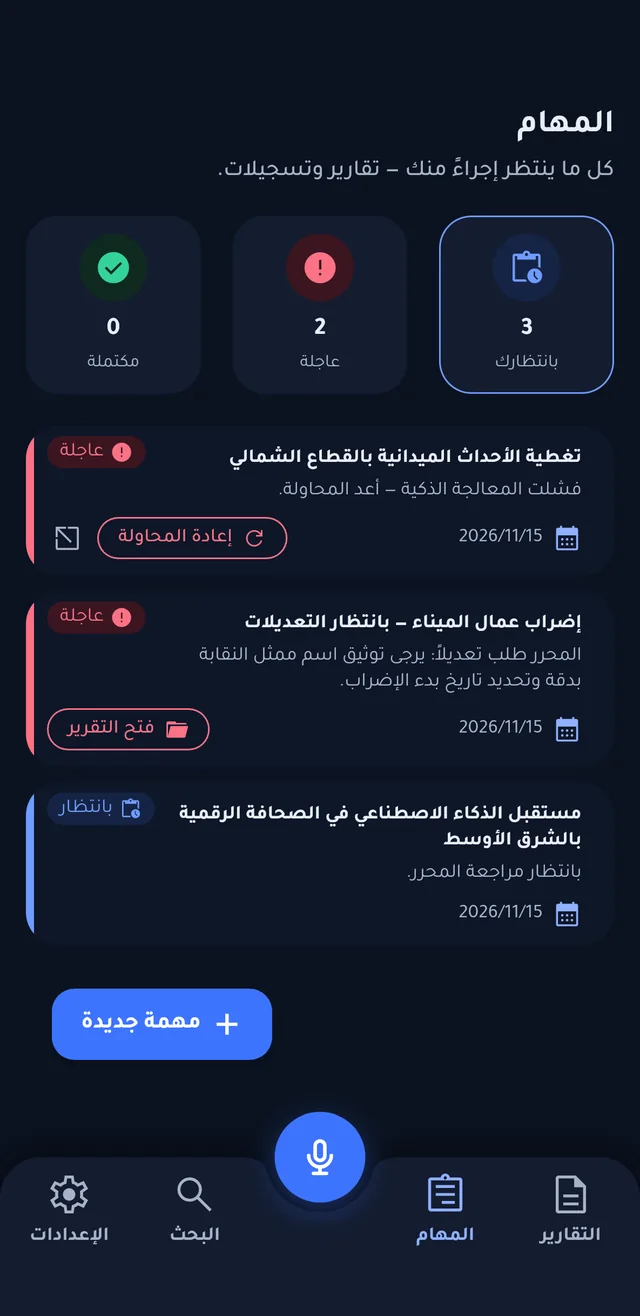 المهام
كل ما ينتظر إجراءً منك – تقارير وتسجيلات.
3
بانتظارك
2
عاجلة
0
مكتملة
تغطية الأحداث الميدانية بالقطاع الشمالي
عاجلة
فشلت المعالجة الذكية – أعد المحاولة.
2026/11/15
إعادة المحاولة
إضراب عمال الميناء – بانتظار التعديلات
عاجلة
المحرر طلب تعديلاً: يرجى توثيق اسم ممثل النقابة
بدقة وتحديد تاريخ بدء الإضراب.
2026/11/15
فتح التقرير
مستقبل الذكاء الاصطناعي في الصحافة الرقمية
بالشرق الأوسط
بانتظار
بانتظار مراجعة المحرر.
2026/11/15
مهمة جديدة
التقارير
المهام
البحث
الإعدادات